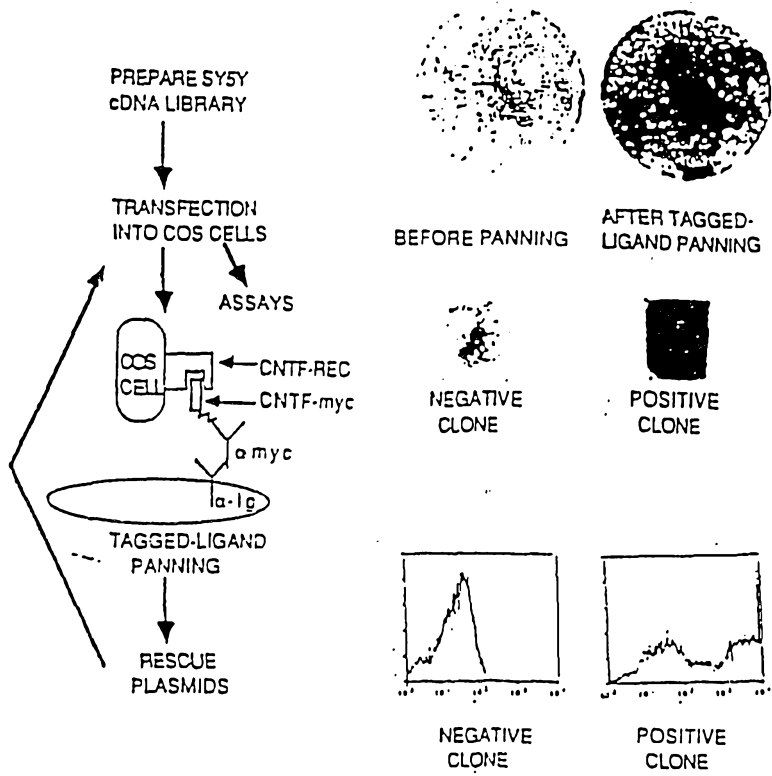 PREPARE SY5Y
cDNA LIBRARY
TRANSFECTION
INTO COS CELLS
ASSAYS
COS
CELL
CNTF-REC
CNTF-myc
α myc
α-Ig
TAGGED-LIGAND
PANNING
RESCUE
PLASMIDS
BEFORE PANNING
AFTER TAGGED-
LIGAND PANNING
NEGATIVE
CLONE
POSITIVE
CLONE
NEGATIVE
CLONE
POSITIVE
CLONE